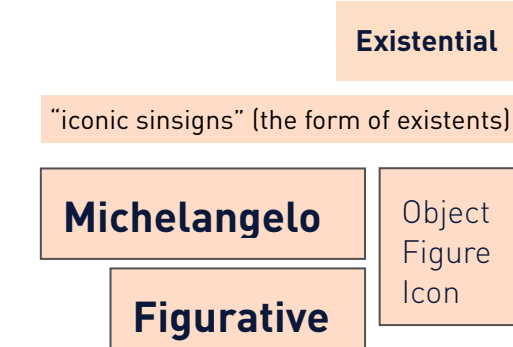 Existential
“iconic sinsigns” (the form of existents)
Michelangelo
Object
Figure
Icon
Figurative